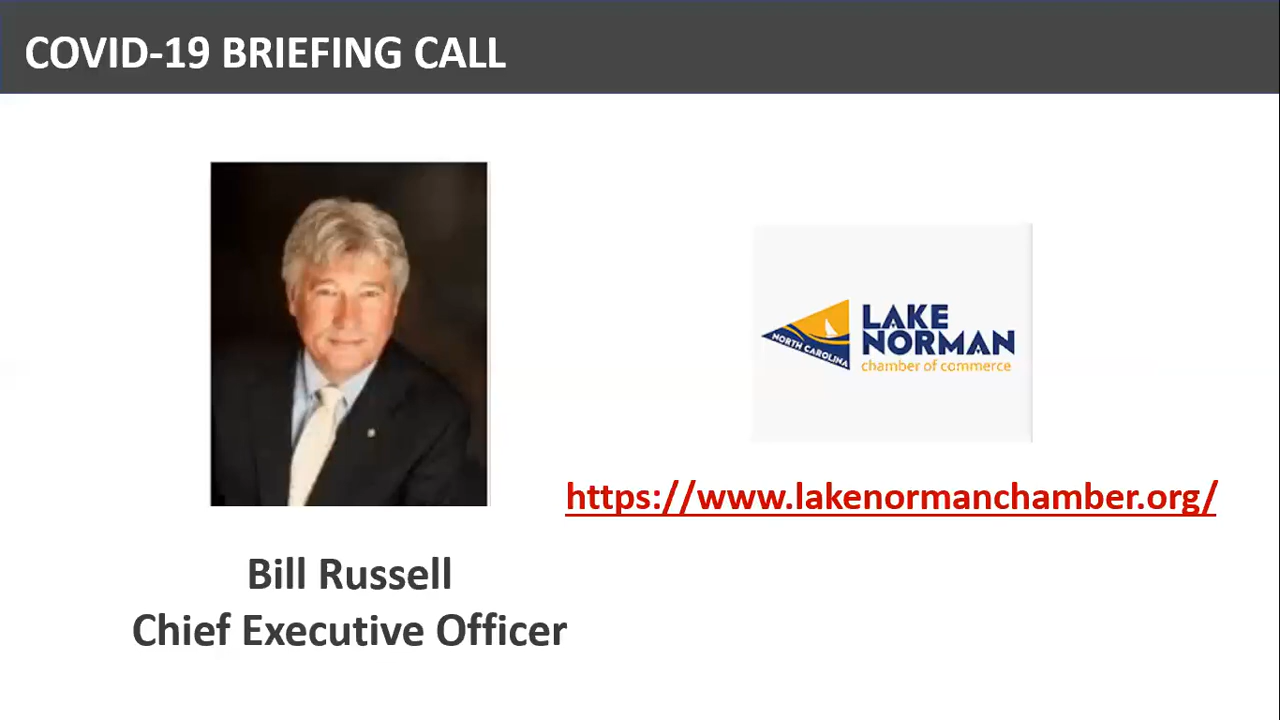 COVID-19 BRIEFING CALL
LAKE
NORMAN
chamber of commerce
NORTH CAROLINA
https://www.lakenormanchamber.org/
Bill Russell
Chief Executive Officer